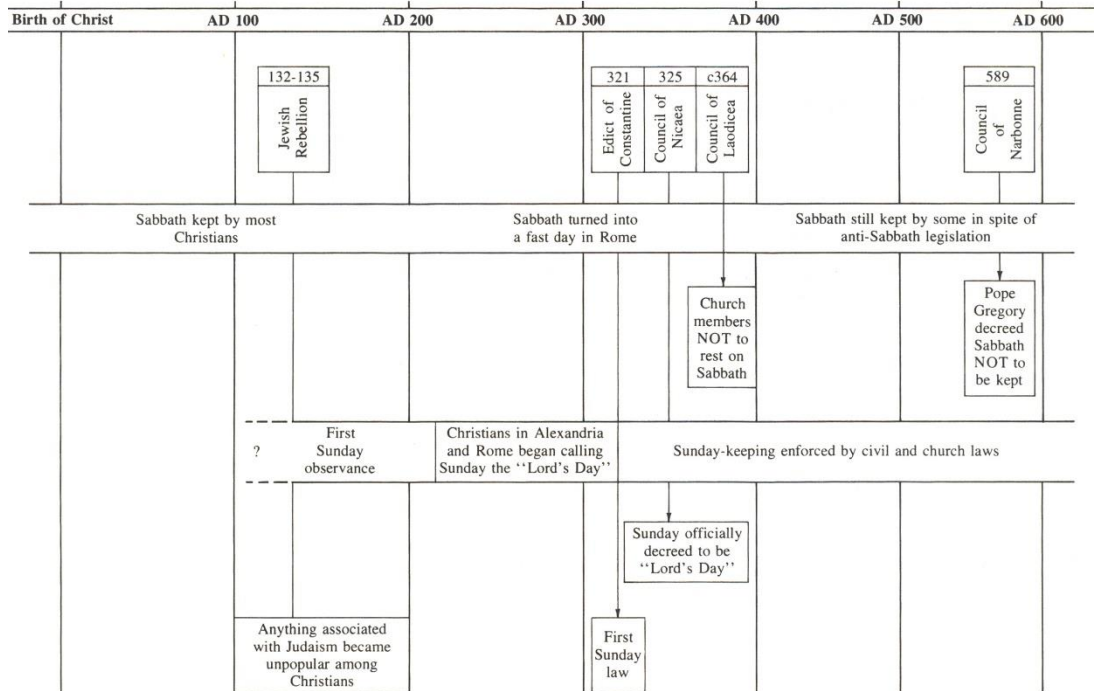 Birth of Christ AD 100 AD 200 AD 300 AD 400 AD 500 AD 600
132-135
Jewish
Rebellion
321
Edict of
Constantine
325
Council of
Nicaea
c364
Council of
Laodicea
589
Council
of
Narbonne
Sabbath kept by most
Christians
Sabbath turned into
a fast day in Rome
Sabbath still kept by some in spite of
anti-Sabbath legislation
Church
members
NOT to
rest on
Sabbath
Pope
Gregory
decreed
Sabbath
NOT to
be kept
?
First
Sunday
observance
Christians in Alexandria
and Rome began calling
Sunday the ‘‘Lord's Day’’
Sunday-keeping enforced by civil and church laws
Sunday officially
decreed to be
‘‘Lord's Day’’
Anything associated
with Judaism became
unpopular among
Christians
First
Sunday
law